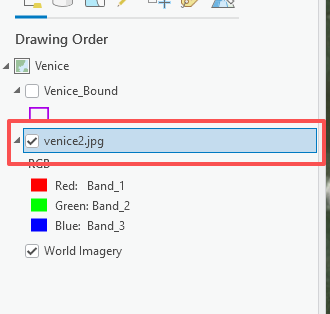 Drawing Order
Venice
Venice_Bound
venice2.jpg
RGB
Red: Band_1
Green: Band_2
Blue: Band_3
World Imagery